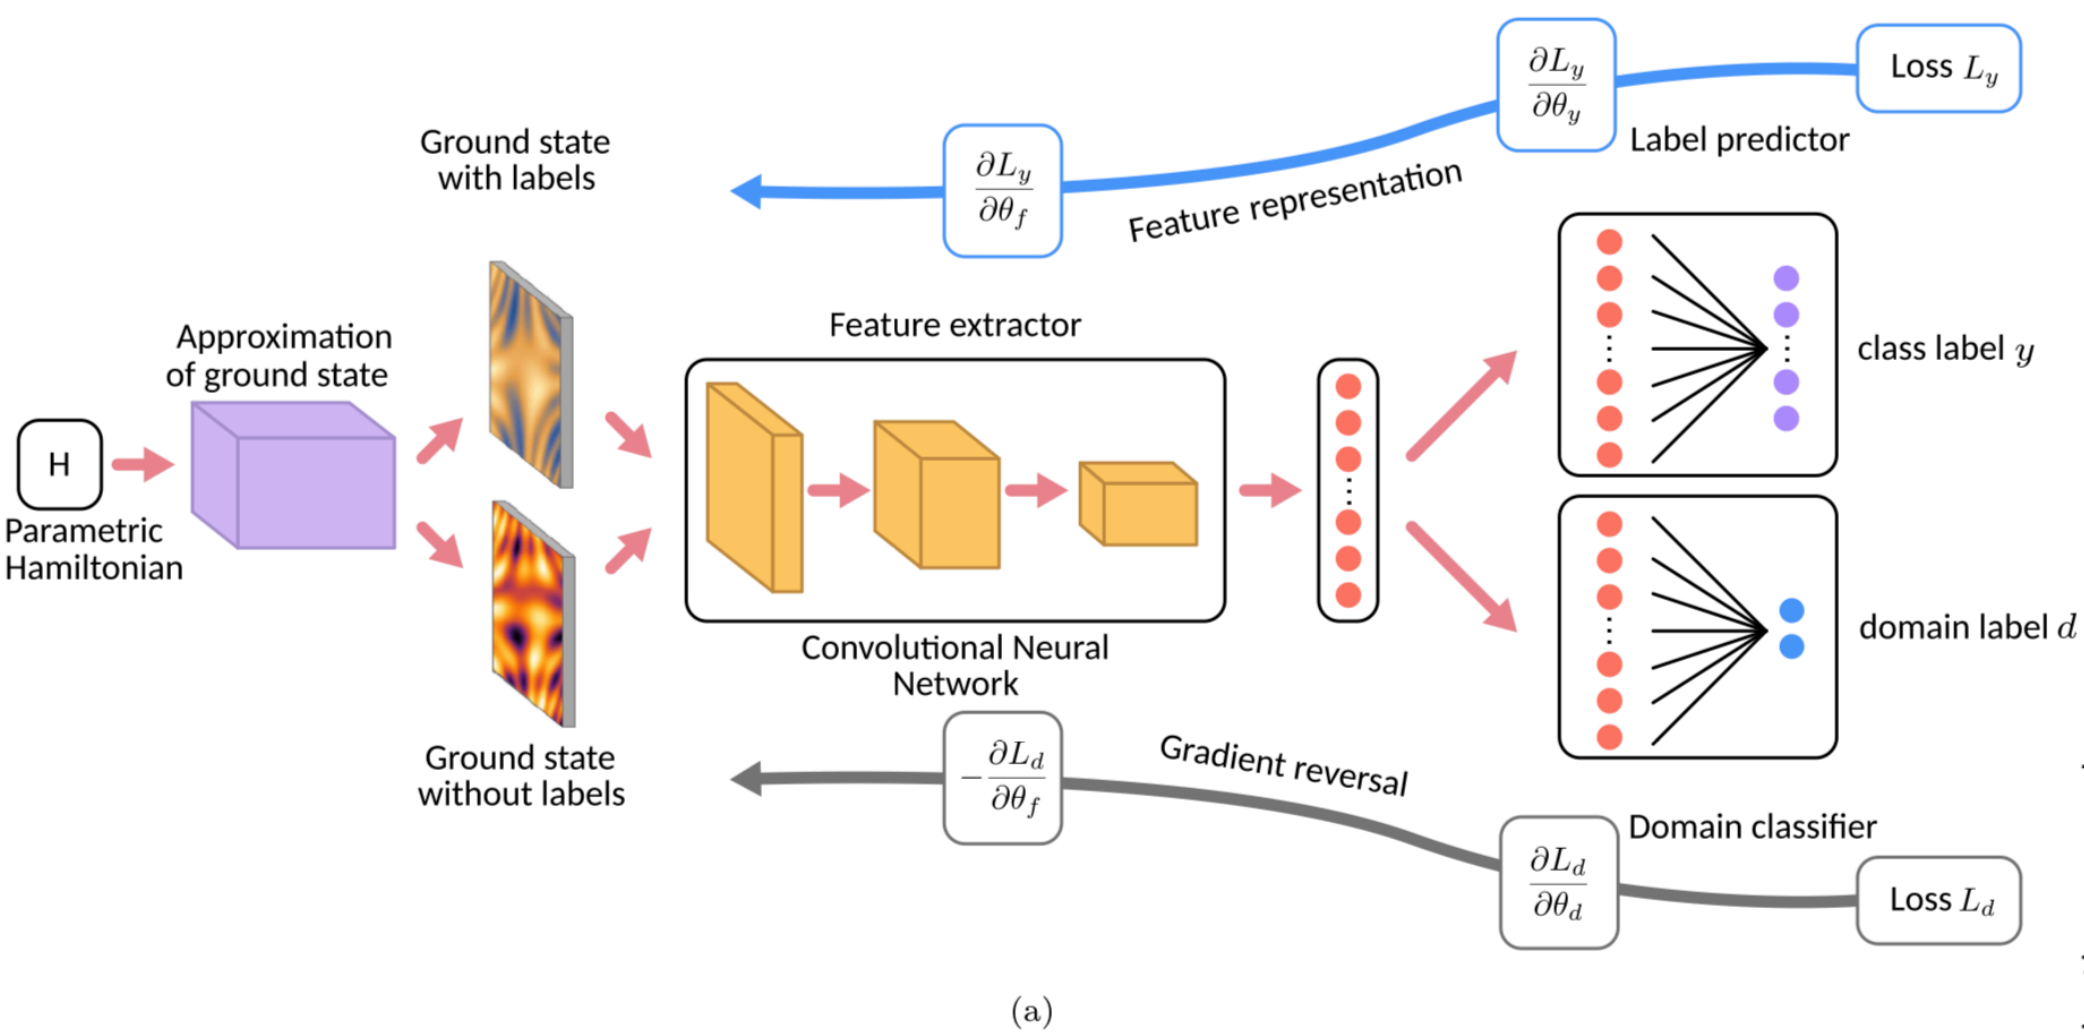 Loss L_y
∂L_y
∂θ_y
Label predictor
Ground state
with labels
∂L_y
∂θ_f
Feature representation
Feature extractor
Approximation
of ground state
class label y
H
Parametric
Hamiltonian
domain label d
Convolutional Neural
Network
Ground state
without labels
−∂L_d
∂θ_f
Gradient reversal
Domain classifier
∂L_d
∂θ_d
Loss L_d
(a)